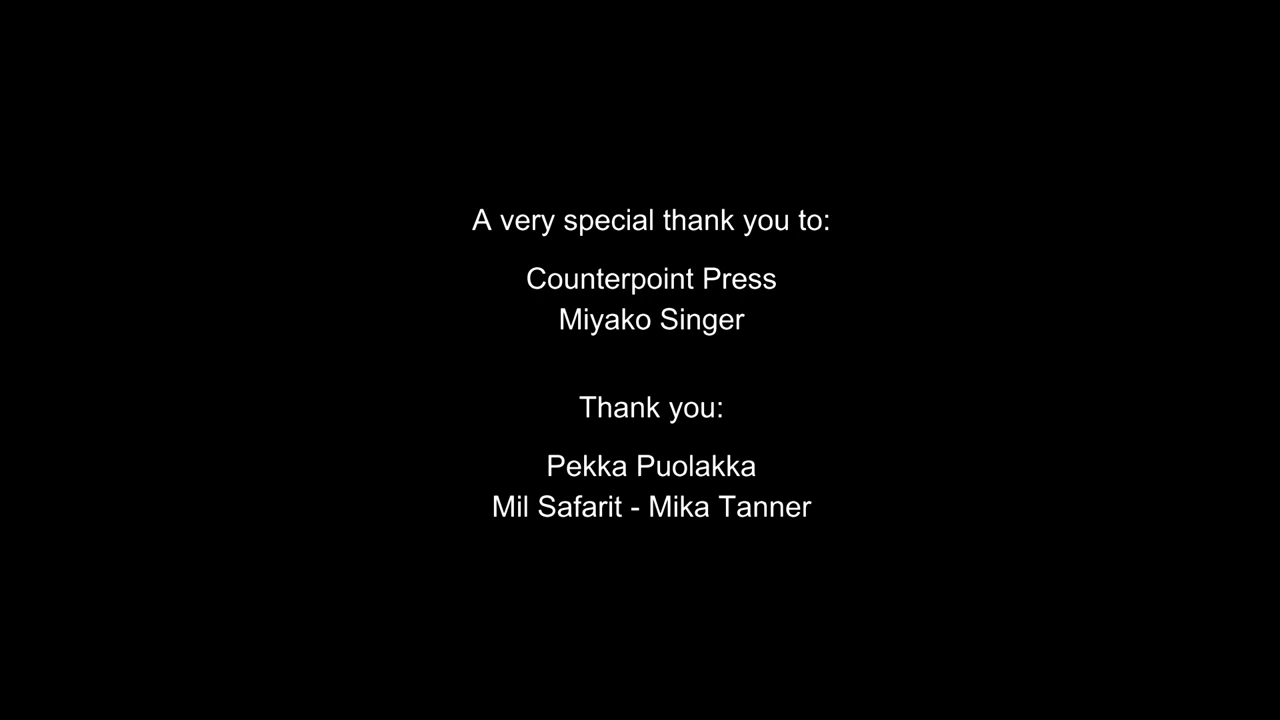 A very special thank you to:
Counterpoint Press
Miyako Singer
Thank you:
Pekka Puolakka
Mil Safarit - Mika Tanner